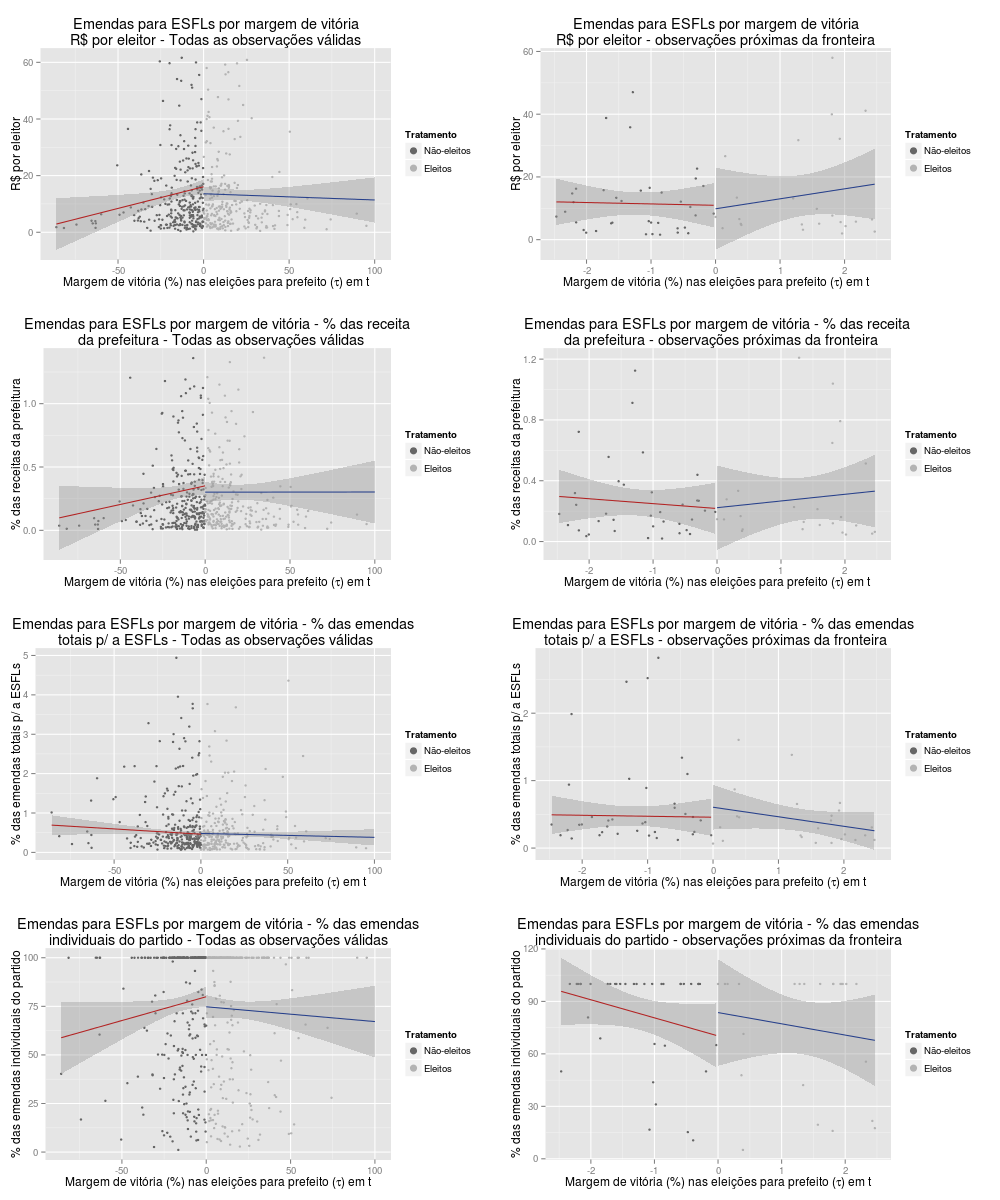 Emendas para ESFLs por margem de vitória
R$ por eleitor - Todas as observações válidas
R$ por eleitor
60
40
20
0
-50
0
50
100
Margem de vitória (%) nas eleições para prefeito (τ) em t
Tratamento
Não-eleitos
Eleitos
Emendas para ESFLs por margem de vitória
R$ por eleitor - observações próximas da fronteira
R$ por eleitor
60
40
20
0
-2
-1
0
1
2
Margem de vitória (%) nas eleições para prefeito (τ) em t
Tratamento
Não-eleitos
Eleitos
Emendas para ESFLs por margem de vitória - % das receita
da prefeitura - Todas as observações válidas
% das receitas da prefeitura
1.0
0.5
0.0
-50
0
50
100
Margem de vitória (%) nas eleições para prefeito (τ) em t
Tratamento
Não-eleitos
Eleitos
Emendas para ESFLs por margem de vitória - % das receita
da prefeitura - observações próximas da fronteira
% das receitas da prefeitura
1.2
0.8
0.4
0.0
-2
-1
0
1
2
Margem de vitória (%) nas eleições para prefeito (τ) em t
Tratamento
Não-eleitos
Eleitos
Emendas para ESFLs por margem de vitória - % das emendas
totais p/ a ESFLs - Todas as observações válidas
% das emendas totais p/ a ESFLs
5
4
3
2
1
0
-50
0
50
100
Margem de vitória (%) nas eleições para prefeito (τ) em t
Tratamento
Não-eleitos
Eleitos
Emendas para ESFLs por margem de vitória - % das emendas
totais p/ a ESFLs - observações próximas da fronteira
% das emendas totais p/ a ESFLs
2
1
0
-2
-1
0
1
2
Margem de vitória (%) nas eleições para prefeito (τ) em t
Tratamento
Não-eleitos
Eleitos
Emendas para ESFLs por margem de vitória - % das emendas
individuais do partido - Todas as observações válidas
% das emendas individuais do partido
100
75
50
25
0
-50
0
50
100
Margem de vitória (%) nas eleições para prefeito (τ) em t
Tratamento
Não-eleitos
Eleitos
Emendas para ESFLs por margem de vitória - % das emendas
individuais do partido - observações próximas da fronteira
% das emendas individuais do partido
120
90
60
30
0
-2
-1
0
1
2
Margem de vitória (%) nas eleições para prefeito (τ) em t
Tratamento
Não-eleitos
Eleitos